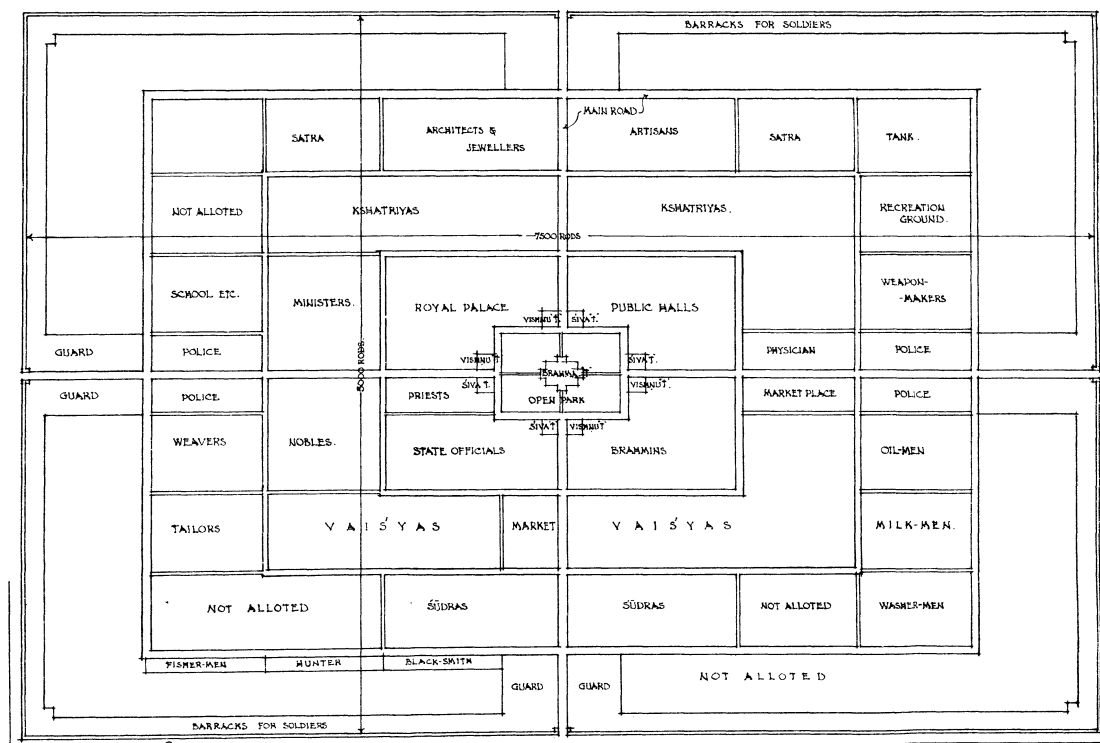 BARRACKS FOR SOLDIERS
MAIN ROAD
SATRA
ARCHITECTS &
JEWELLERS
ARTISANS
SATRA
TANK.
NOT ALLOTED
KSHATRIYAS
KSHATRIYAS.
RECREATION
GROUND.
7500 RODS
SCHOOL ETC.
MINISTERS.
ROYAL PALACE
PUBLIC HALLS
WEAPON-
-MAKERS
VISHNU T.
SIVA T.
GUARD
POLICE
VISHNU T.
BRAHMA
SIVA T.
PHYSICIAN
POLICE
5000 RODS.
GUARD
POLICE
PRIESTS
SIVA T.
OPEN PARK
VISHNU T.
MARKET PLACE
POLICE
SIVA T.
VISHNU T.
WEAVERS
NOBLES.
STATE OFFICIALS
BRAHMINS
OIL-MEN
TAILORS
VAIŚYAS
MARKET
VAIŚYAS
MILK-MEN.
NOT ALLOTED
SŪDRAS
SŪDRAS
NOT ALLOTED
WASHER-MEN
FISHER-MEN
HUNTER
BLACK-SMITH
GUARD
GUARD
NOT ALLOTED
BARRACKS FOR SOLDIERS